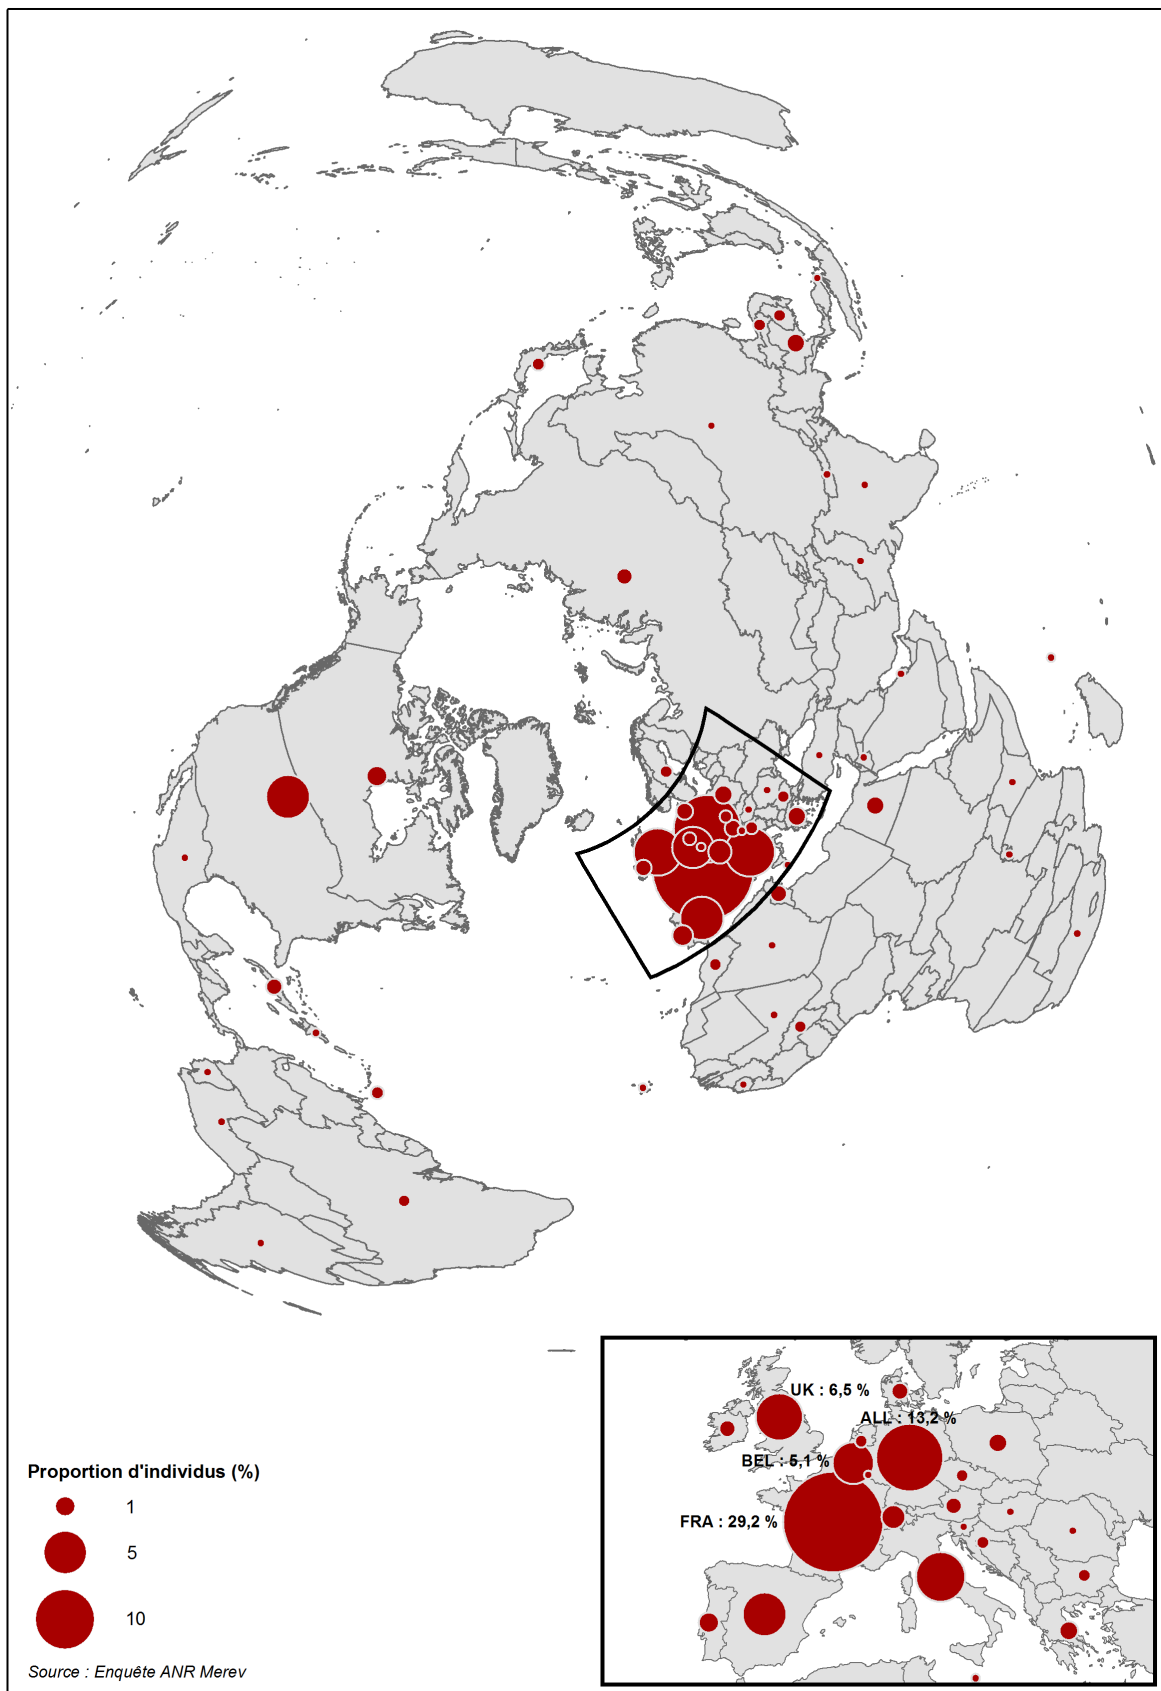 UK : 6,5 %
ALL : 13,2 %
BEL : 5,1 %
FRA : 29,2 %
Proportion d'individus (%)
1
5
10
Source : Enquête ANR Merev